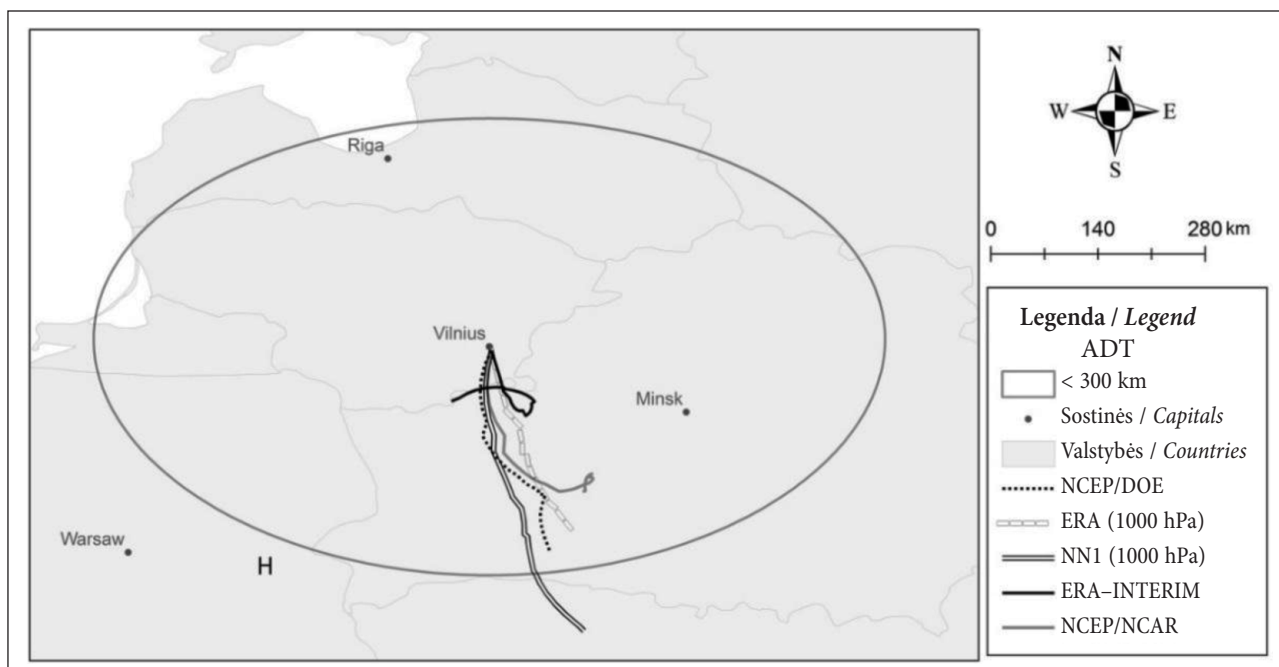 Riga
Vilnius
Minsk
Warsaw
H
N
W E
S
0 140 280 km
Legenda / Legend
ADT
< 300 km
Sostinės / Capitals
Valstybės / Countries
NCEP/DOE
ERA (1000 hPa)
NN1 (1000 hPa)
ERA–INTERIM
NCEP/NCAR